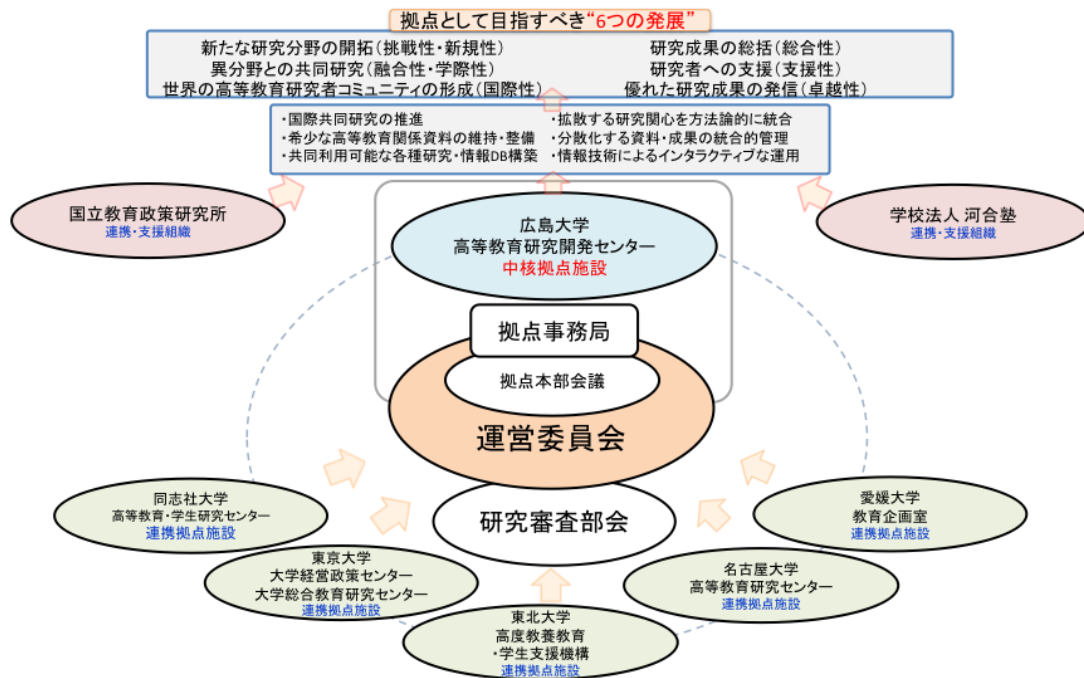 拠点として目指すべき“6つの発展”
新たな研究分野の開拓(挑戦性・新規性)
異分野との共同研究(融合性・学際性)
世界の高等教育研究者コミュニティの形成(国際性)
研究成果の総括(総合性)
研究者への支援(支援性)
優れた研究成果の発信(卓越性)
・国際共同研究の推進
・希少な高等教育関係資料の維持・整備
・共同利用可能な各種研究・情報DB構築
・拡散する研究関心を方法論的に統合
・分散化する資料・成果の統合的管理
・情報技術によるインタラクティブな運用
国立教育政策研究所
連携・支援組織
学校法人 河合塾
連携・支援組織
広島大学
高等教育研究開発センター
中核拠点施設
拠点事務局
拠点本部会議
運営委員会
研究審査部会
同志社大学
高等教育・学生研究センター
連携拠点施設
愛媛大学
教育企画室
連携拠点施設
東京大学
大学経営政策センター
大学総合教育研究センター
連携拠点施設
名古屋大学
高等教育研究センター
連携拠点施設
東北大学
高度教養教育
・学生支援機構
連携拠点施設